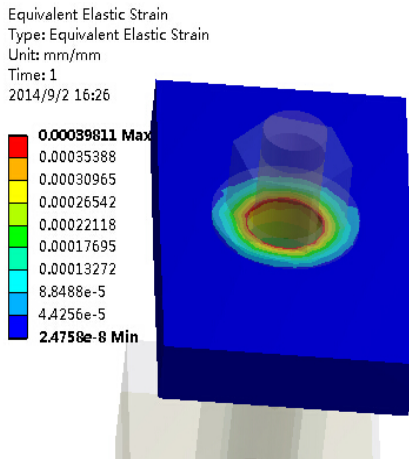 Equivalent Elastic Strain
Type: Equivalent Elastic Strain
Unit: mm/mm
Time: 1
2014/9/2 16:26
0.00039811 Max
0.00035388
0.00030965
0.00026542
0.00022118
0.00017695
0.00013272
8.8488e-5
4.4256e-5
2.4758e-8 Min